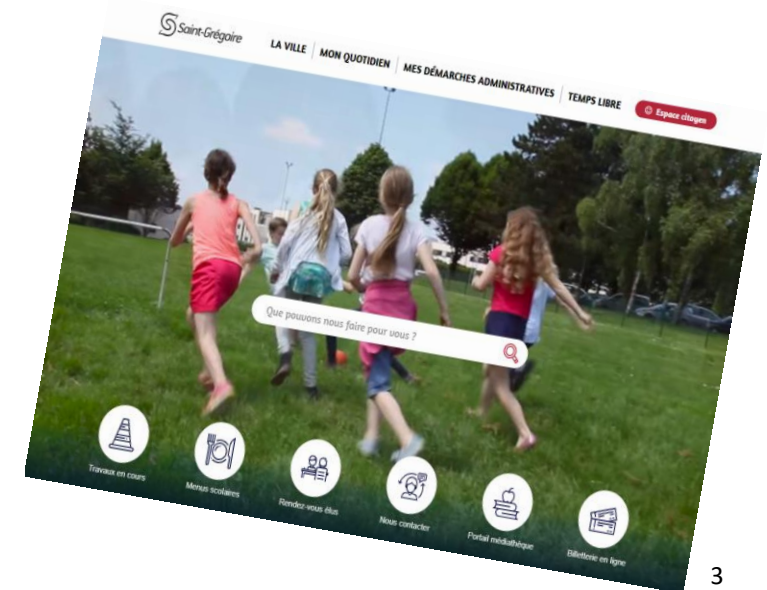 Saint-Grégoire
LA VILLE
MON QUOTIDIEN
MES DÉMARCHES ADMINISTRATIVES
TEMPS LIBRE
Espace citoyen
Que pouvons nous faire pour vous ?
Travaux en cours
Menus scolaires
Rendez-vous élus
Nous contacter
Portail médiathèque
Billetterie en ligne
3